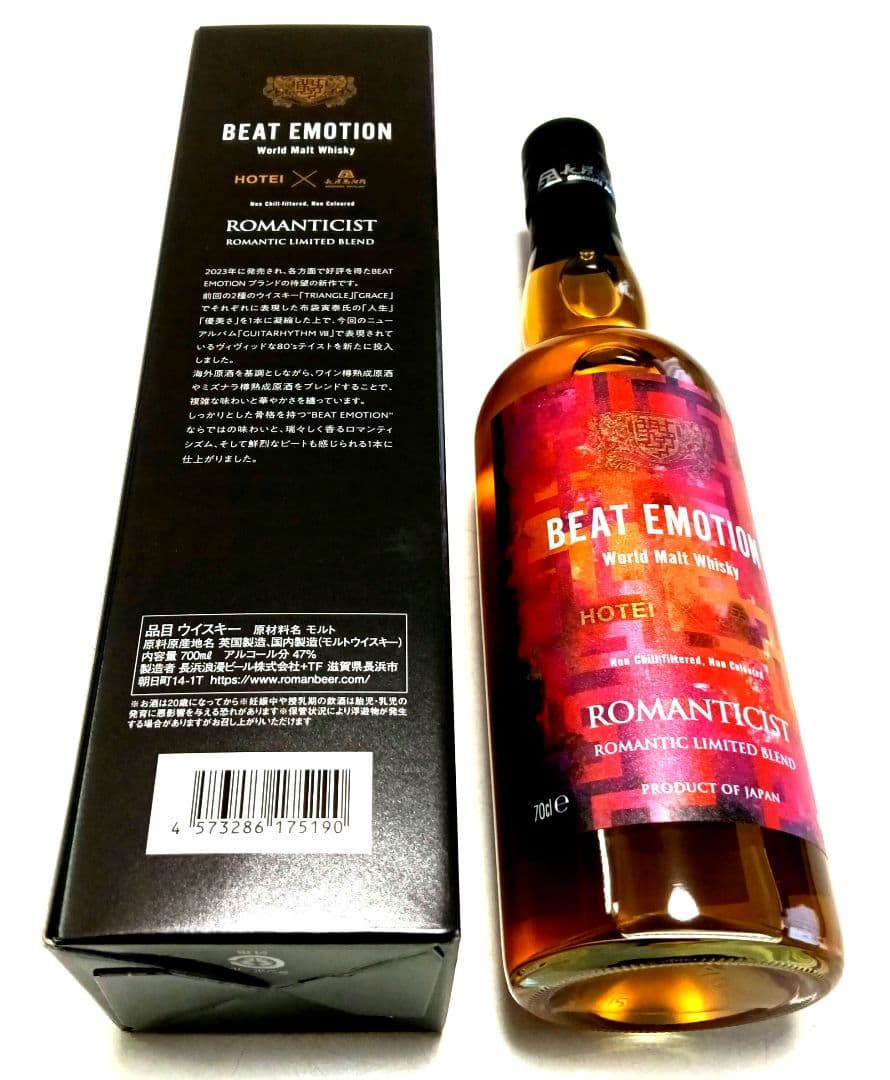 BEAT EMOTION
World Malt Whisky
HOTEI × 長濱蒸溜所
Non Chill-filtered, Non Coloured
ROMANTICIST
ROMANTIC LIMITED BLEND
2023年に発売され、各方面で好評を得たBEAT
EMOTION ブランドの待望の新作です。
前回の2種のウイスキー「TRIANGLE」「GRACE」
でそれぞれに表現した布袋寅泰氏の「人生」
「優美さ」を1本に凝縮した上で、今回のニュー
アルバム「GUITARHYTHM Ⅷ」で表現されて
いるヴィヴィッドな80'sテイストを新たに投入
しました。
海外原酒を基調としながら、ワイン樽熟成原酒
やミズナラ樽熟成原酒をブレンドすることで、
複雑な味わいと華やかさを纏っています。
しっかりとした骨格を持つ"BEAT EMOTION"
ならではの味わいと、瑞々しく香るロマンティ
シズム、そして鮮烈なビートも感じられる1本に
仕上がりました。
品目 ウイスキー 原材料名 モルト
原料原産地名 英国製造、国内製造(モルトウイスキー)
内容量 700㎖ アルコール分 47%
製造者 長浜浪漫ビール株式会社+TF 滋賀県長浜市
朝日町14-1T https://www.romanbeer.com/
※お酒は20歳になってから※妊娠中や授乳期の飲酒は胎児・乳児の
発育に悪影響を与える恐れがあります※保管状況により浮遊物が発生
する場合がありますがお召し上がりいただけます
4 573286 175190
BEAT EMOTION
World Malt Whisky
HOTEI
Non Chill-filtered, Non Coloured
ROMANTICIST
ROMANTIC LIMITED BLEND
PRODUCT OF JAPAN
70cl ℮